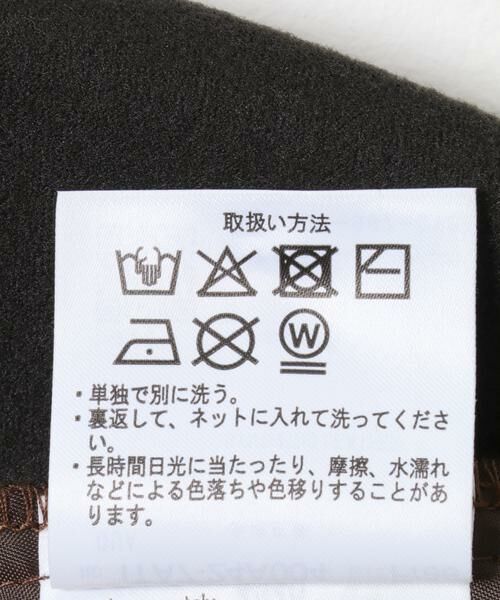 取扱い方法
W
・単独で別に洗う。
・裏返して、ネットに入れて洗ってくださ
い。
・長時間日光に当たったり、摩擦、水濡れ
などによる色落ちや色移りすることがあ
ります。